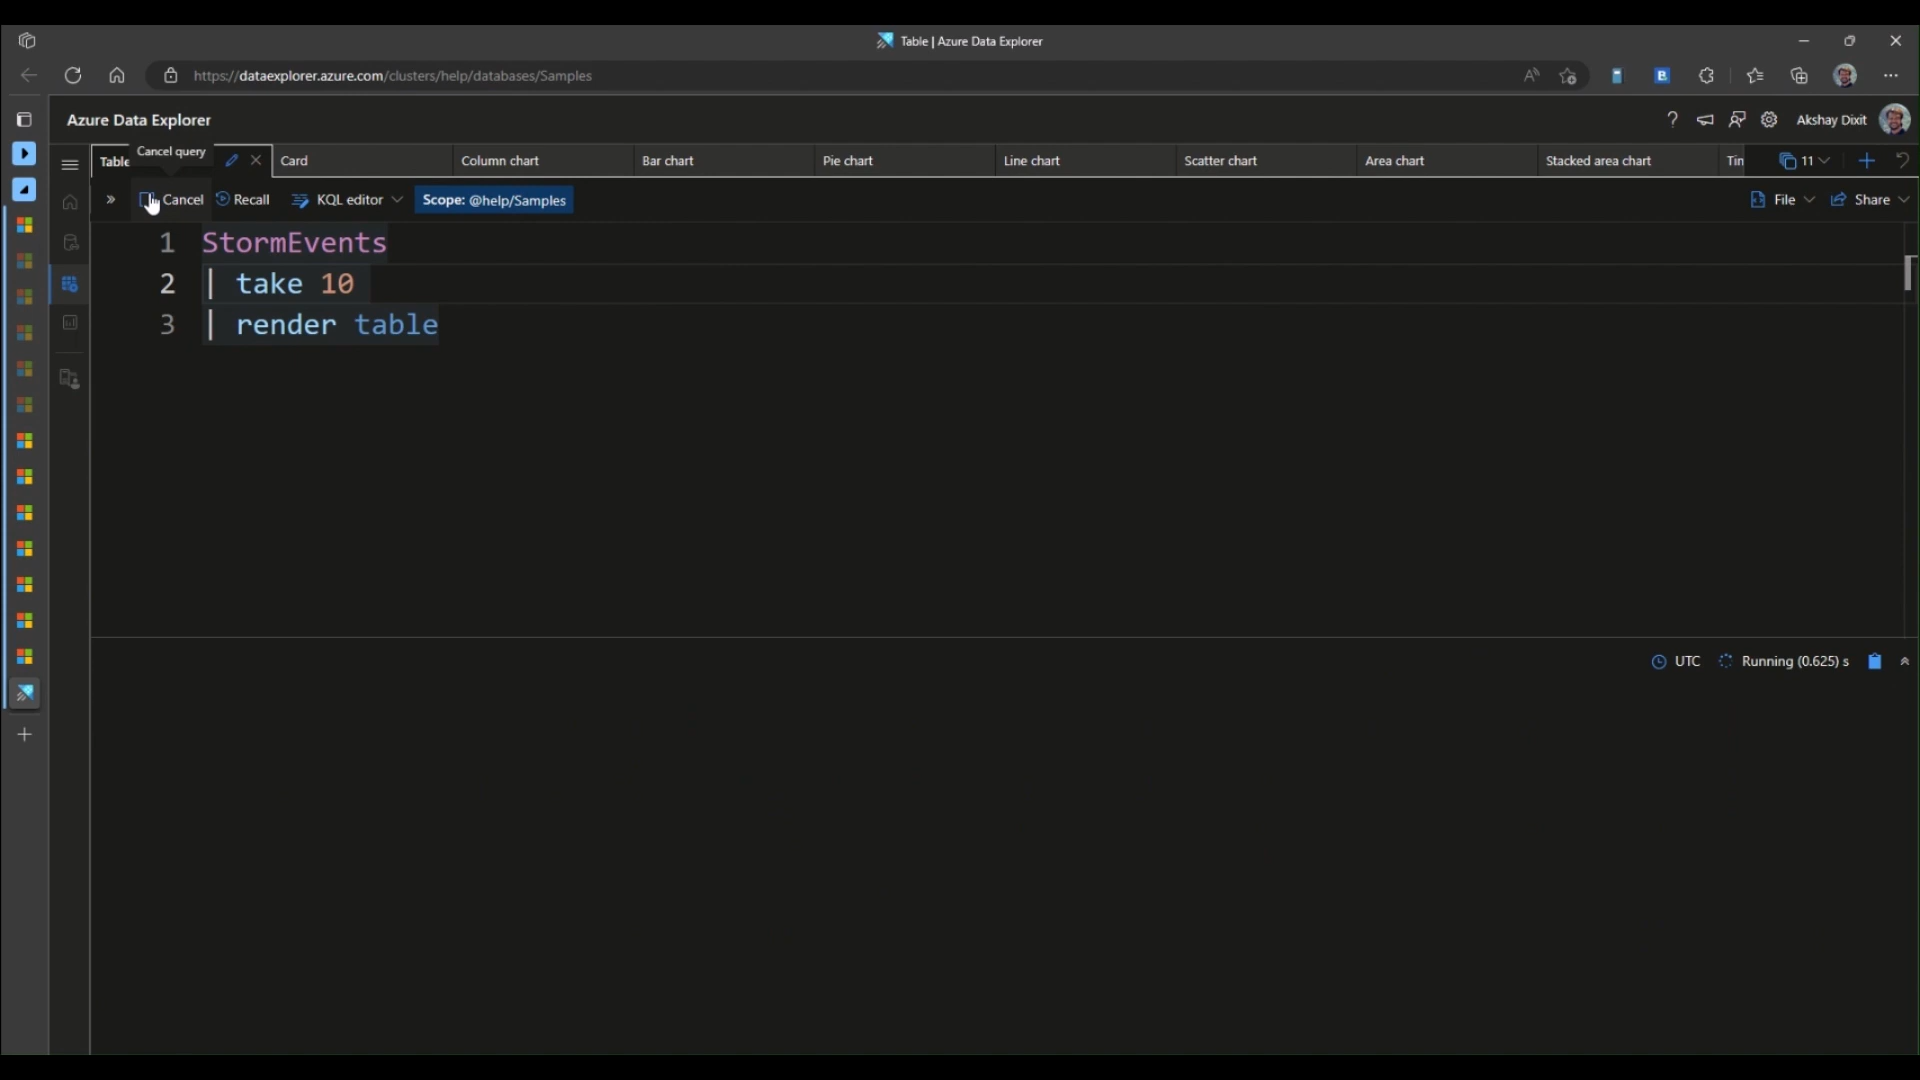 Table | Azure Data Explorer
https://dataexplorer.azure.com/clusters/help/databases/Samples
Azure Data Explorer
Akshay Dixit
Table
Cancel query
Card
Column chart
Bar chart
Pie chart
Line chart
Scatter chart
Area chart
Stacked area chart
Tin
11
Cancel
Recall
KQL editor
Scope: @help/Samples
File
Share
1 StormEvents
2 | take 10
3 | render table
UTC
Running (0.625) s